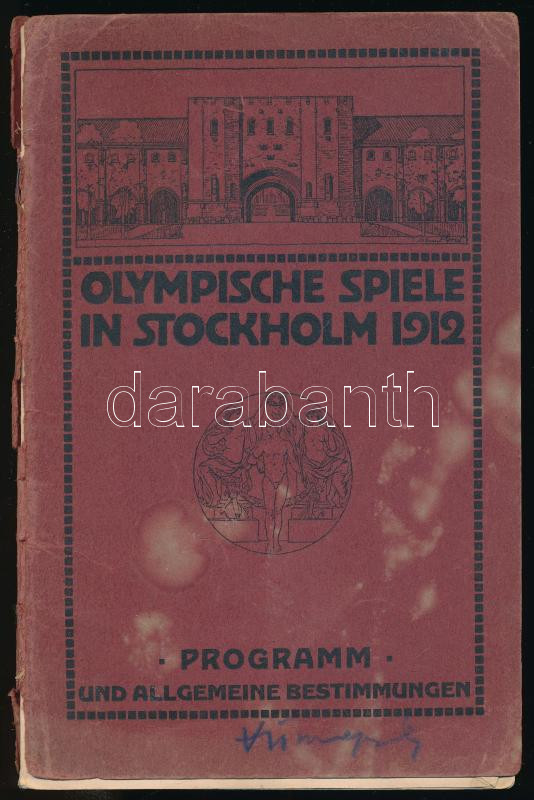 OLYMPISCHE SPIELE
IN STOCKHOLM 1912
darabanth
· PROGRAMM ·
UND ALLGEMEINE BESTIMMUNGEN